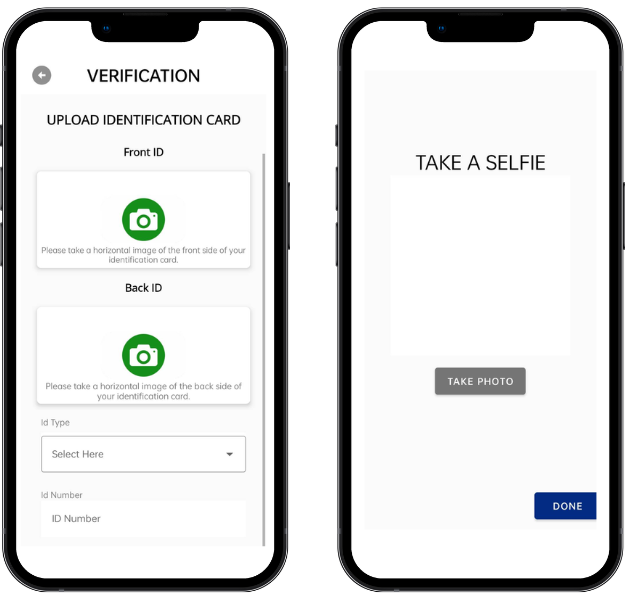 VERIFICATION
UPLOAD IDENTIFICATION CARD
Front ID
Please take a horizontal image of the front side of your
identification card.
Back ID
Please take a horizontal image of the back side of
your identification card.
Id Type
Select Here
Id Number
ID Number
TAKE A SELFIE
TAKE PHOTO
DONE